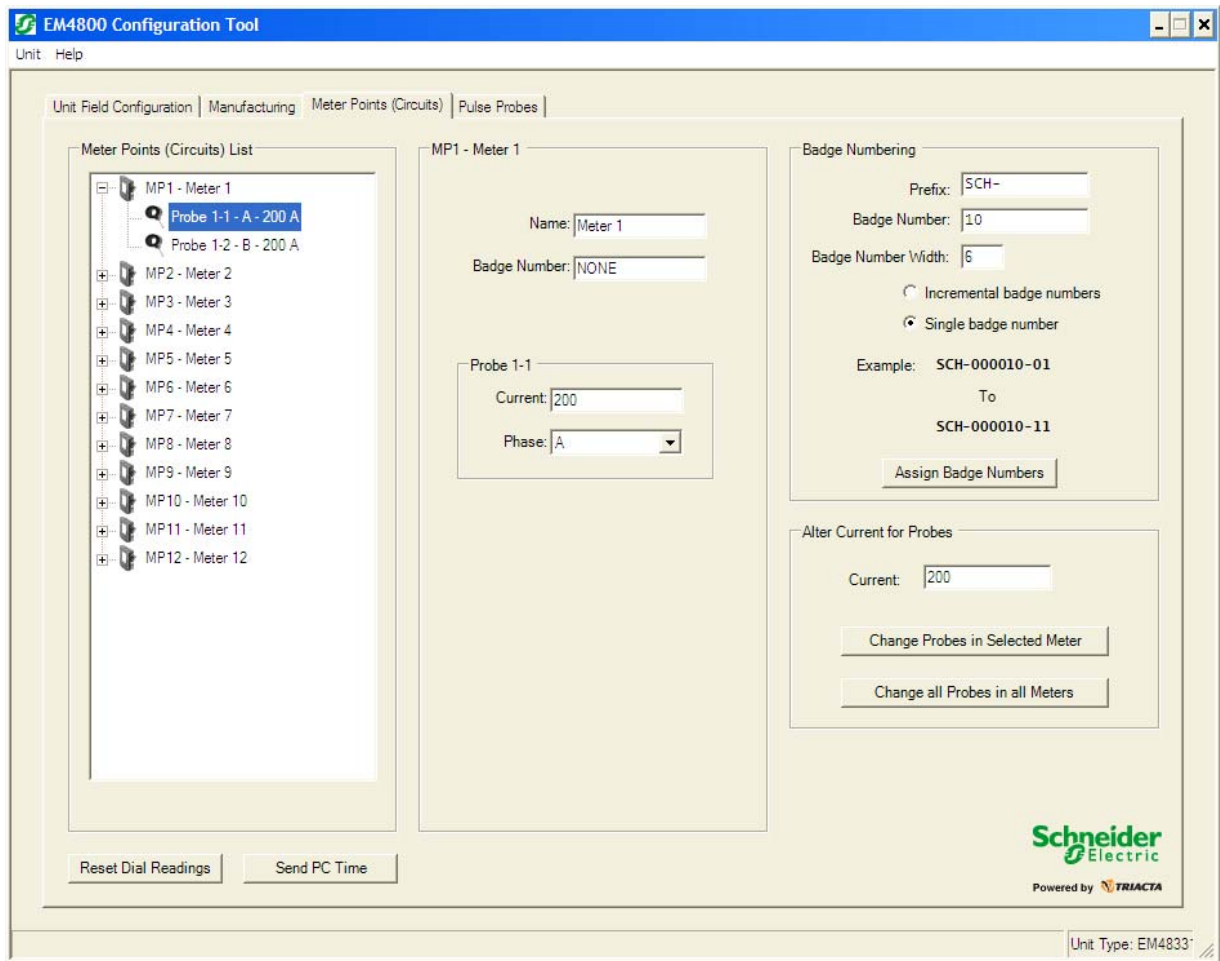 EM4800 Configuration Tool
Unit Help
Unit Field Configuration Manufacturing Meter Points (Circuits) Pulse Probes
Meter Points (Circuits) List
MP1 - Meter 1
Probe 1-1 - A - 200 A
Probe 1-2 - B - 200 A
MP2 - Meter 2
MP3 - Meter 3
MP4 - Meter 4
MP5 - Meter 5
MP6 - Meter 6
MP7 - Meter 7
MP8 - Meter 8
MP9 - Meter 9
MP10 - Meter 10
MP11 - Meter 11
MP12 - Meter 12
Reset Dial Readings Send PC Time
MP1 - Meter 1
Name: Meter 1
Badge Number: NONE
Probe 1-1
Current: 200
Phase: A
Badge Numbering
Prefix: SCH-
Badge Number: 10
Badge Number Width: 6
Incremental badge numbers
Single badge number
Example: SCH-000010-01
To
SCH-000010-11
Assign Badge Numbers
Alter Current for Probes
Current: 200
Change Probes in Selected Meter
Change all Probes in all Meters
Schneider
Electric
Powered by TRIACTA
Unit Type: EM4833